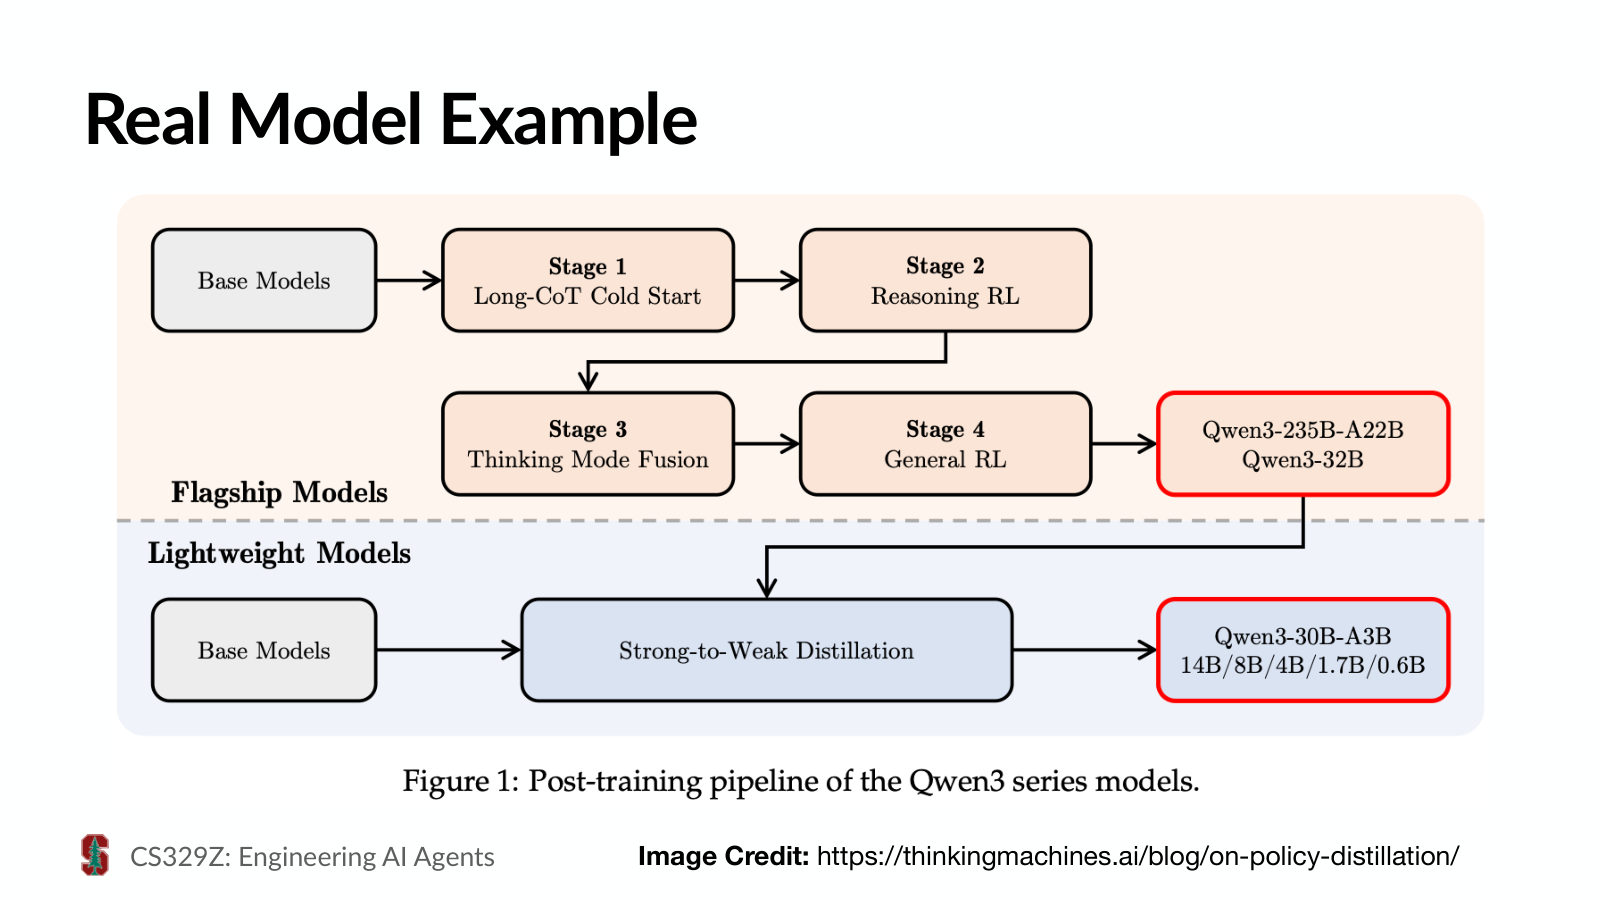 Real Model Example
Base Models
Stage 1
Long-CoT Cold Start
Stage 2
Reasoning RL
Stage 3
Thinking Mode Fusion
Stage 4
General RL
Qwen3-235B-A22B
Qwen3-32B
Flagship Models
Lightweight Models
Base Models
Strong-to-Weak Distillation
Qwen3-30B-A3B
14B/8B/4B/1.7B/0.6B
Figure 1: Post-training pipeline of the Qwen3 series models.
CS329Z: Engineering AI Agents
Image Credit: https://thinkingmachines.ai/blog/on-policy-distillation/